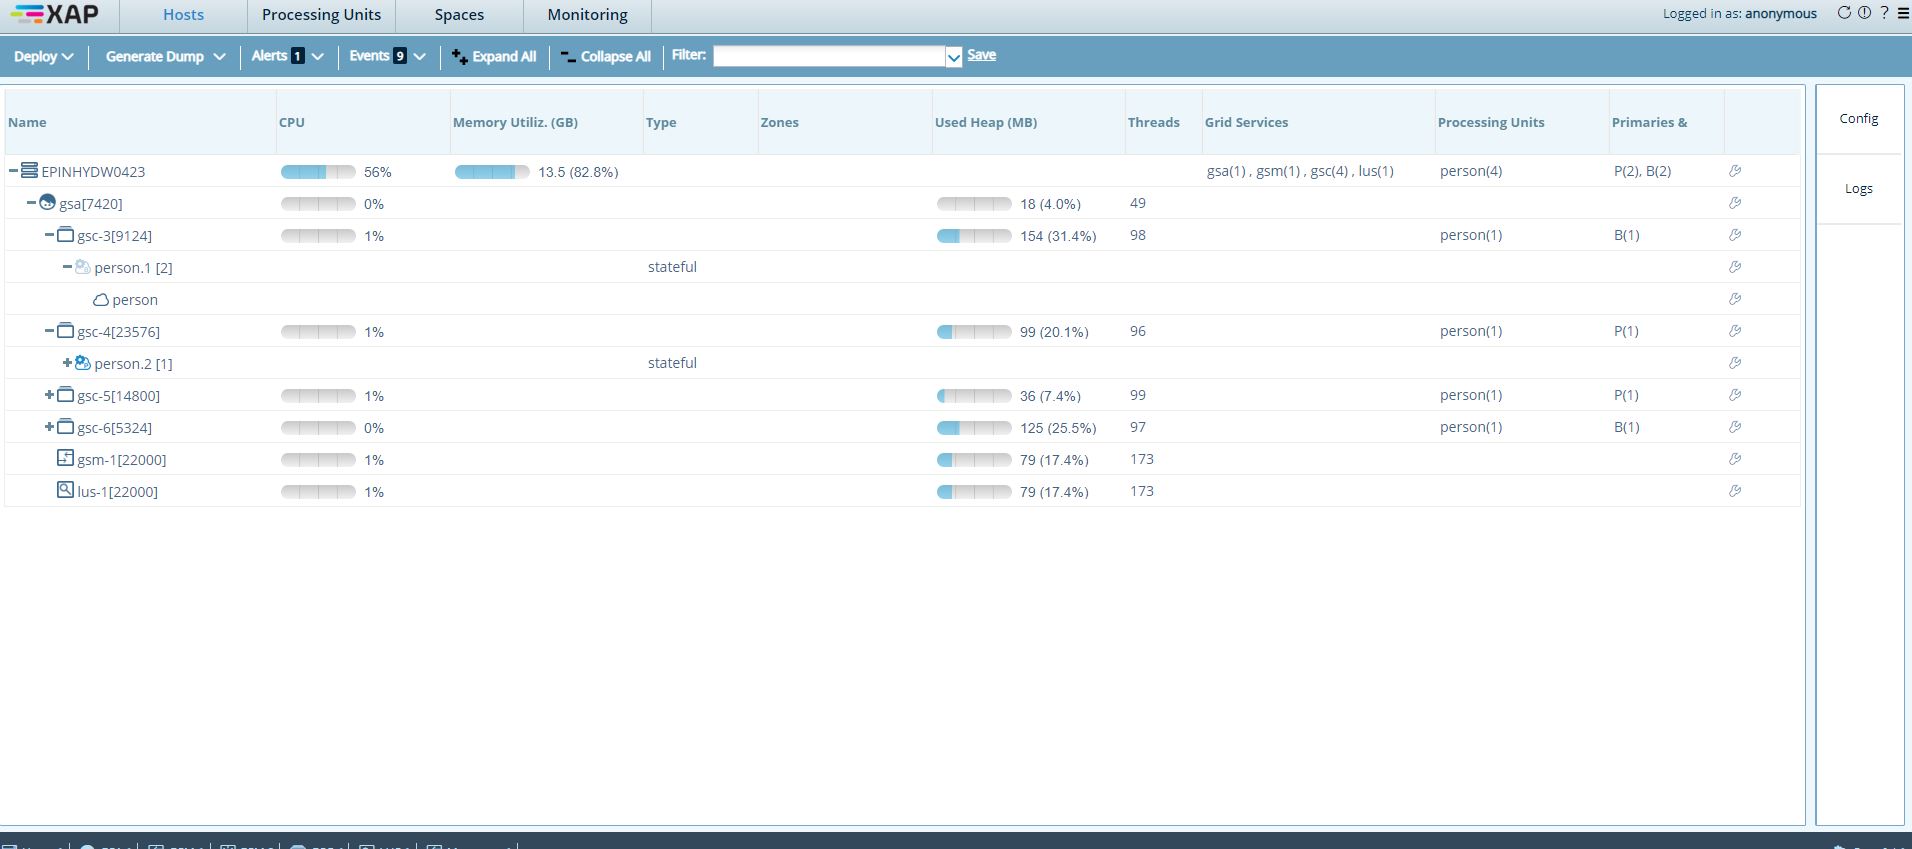 XAP Hosts Processing Units Spaces Monitoring Logged in as: anonymous ?
Deploy Generate Dump Alerts 1 Events 9 Expand All Collapse All Filter: Save
Name CPU Memory Utiliz. (GB) Type Zones Used Heap (MB) Threads Grid Services Processing Units Primaries & Config
EPINHYDW0423 56% 13.5 (82.8%) gsa(1) , gsm(1) , gsc(4) , lus(1) person(4) P(2), B(2)
Logs
gsa[7420] 0% 18 (4.0%) 49
gsc-3[9124] 1% 154 (31.4%) 98 person(1) B(1)
person.1 [2] stateful
person
gsc-4[23576] 1% 99 (20.1%) 96 person(1) P(1)
person.2 [1] stateful
gsc-5[14800] 1% 36 (7.4%) 99 person(1) P(1)
gsc-6[5324] 0% 125 (25.5%) 97 person(1) B(1)
gsm-1[22000] 1% 79 (17.4%) 173
lus-1[22000] 1% 79 (17.4%) 173